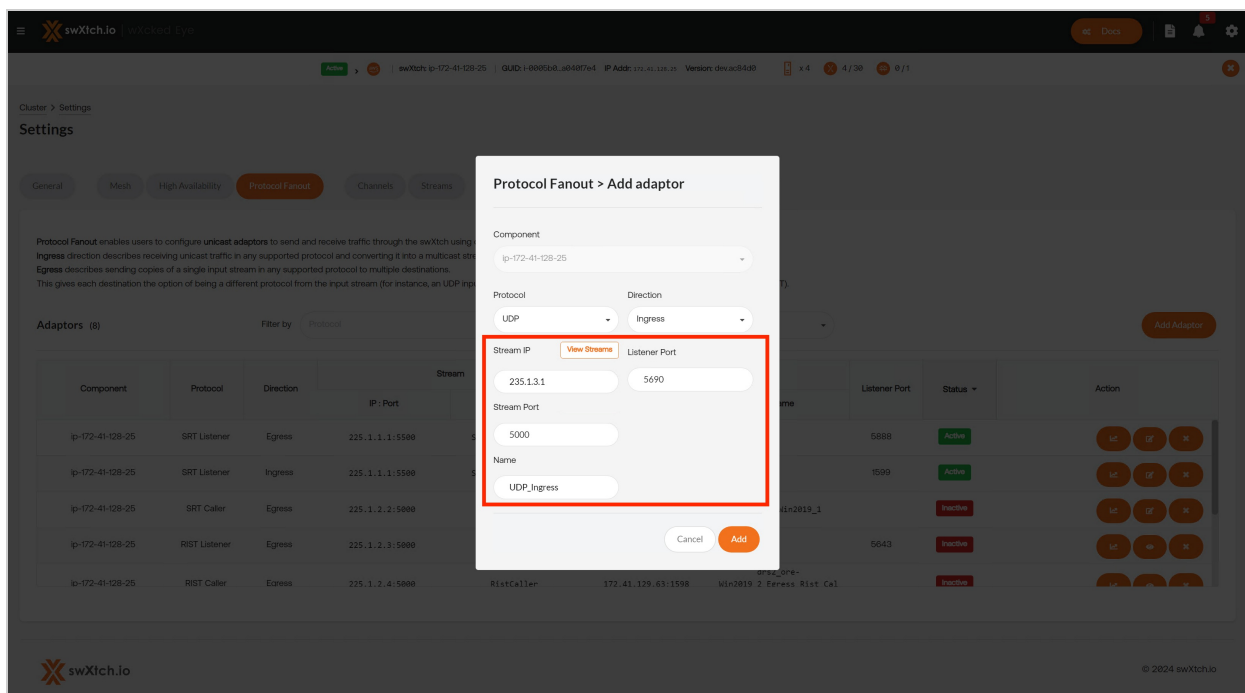 swXtch.io | wXcked Eye
Docs
5
Active
swXtch: ip-172-41-128-25 | GUID: i-0005b8_a040f7e4 IP Addr: 172.41.128.25 Version: dev.ac54d0 x 4 4/30 0/1
Cluster > Settings
Settings
General Mesh High Availability Protocol Fanout Channels Streams
Protocol Fanout enables users to configure unicast adaptors to send and receive traffic through the swXtch using
Ingress direction describes receiving unicast traffic in any supported protocol and converting it into a multicast
Egress describes sending copies of a single input stream in any supported protocol to multiple destinations.
This gives each destination the option of being a different protocol from the input stream (for instance, an UDP
Adaptors (8) Filter by Protocol Add Adaptor
Stream
Component Protocol Direction IP : Port Listener Port Status Action
ip-172-41-128-25 SRT Listener Egress 225.1.1.1:5500 5888 Active
ip-172-41-128-25 SRT Listener Ingress 225.1.1.1:5500 1599 Active
ip-172-41-128-25 SRT Caller Egress 225.1.2.2:5000 Inactive
ip-172-41-128-25 RIST Listener Egress 225.1.2.3:5000 5643 Inactive
ip-172-41-128-25 RIST Caller Egress 225.1.2.4:5000 RistCaller 172.41.129.63:1598 Win2019_2 Egress Rist Cal Inactive
Protocol Fanout > Add adaptor
Component
ip-172-41-128-25
Protocol Direction
UDP Ingress
Stream IP View Streams Listener Port
235.1.3.1 5690
Stream Port
5000
Name
UDP_Ingress
Cancel Add
swXtch.io
© 2024 swXtch.io